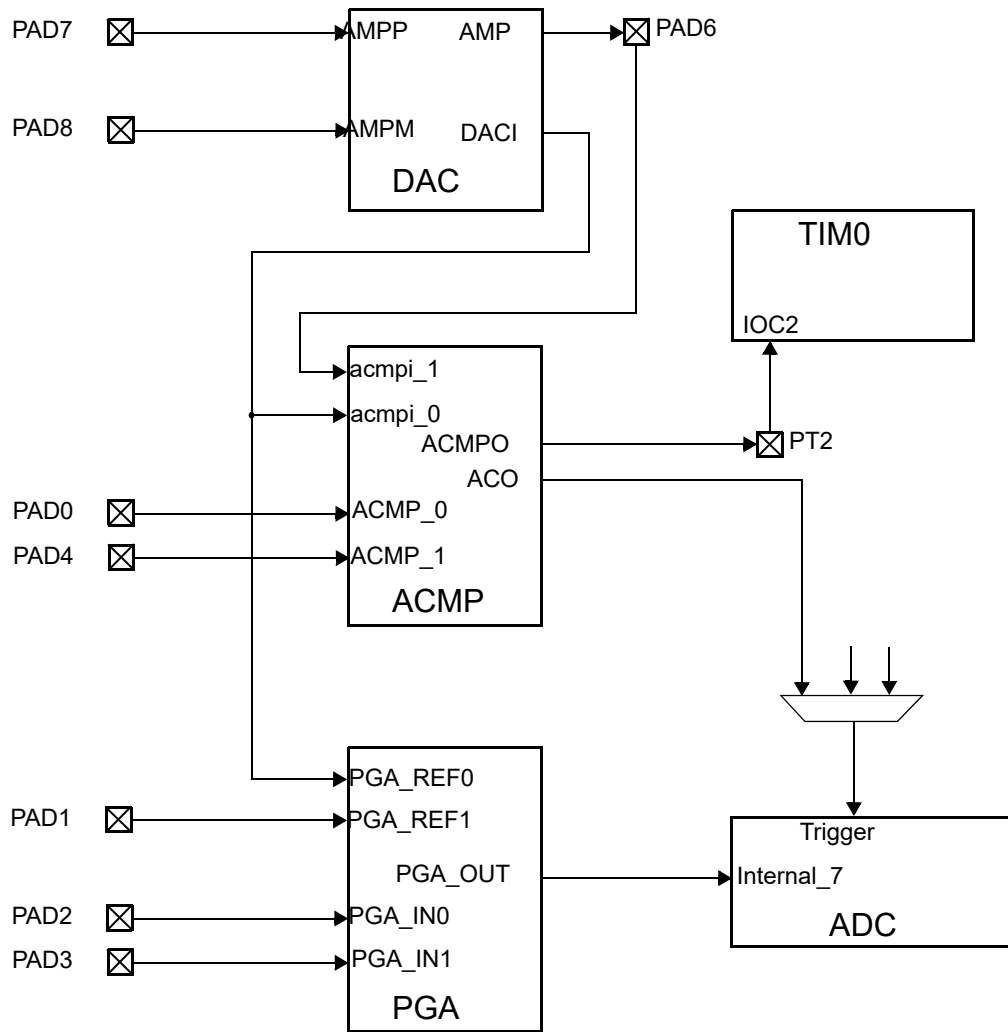 PAD7
AMPP
AMP
PAD6
PAD8
AMPM
DACI
DAC
TIM0
IOC2
acmpi_1
acmpi_0
ACMPO
PT2
ACO
PAD0
ACMP_0
PAD4
ACMP_1
ACMP
PGA_REF0
PAD1
PGA_REF1
Trigger
PGA_OUT
Internal_7
PAD2
PGA_IN0
ADC
PAD3
PGA_IN1
PGA